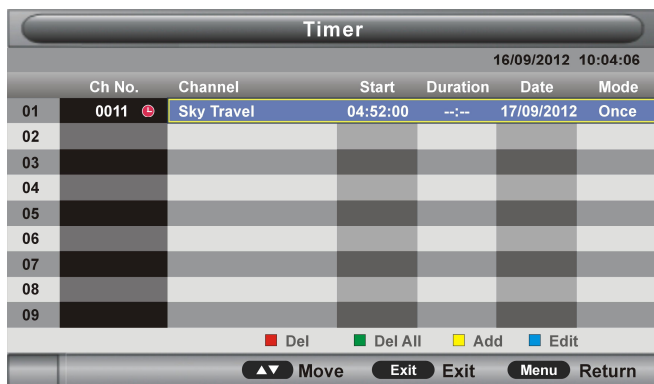 Timer
16/09/2012 10:04:06
Ch No. Channel Start Duration Date Mode
01 0011 Sky Travel 04:52:00 --:-- 17/09/2012 Once
02
03
04
05
06
07
08
09
Del Del All Add Edit
▲▼ Move Exit Exit Menu Return